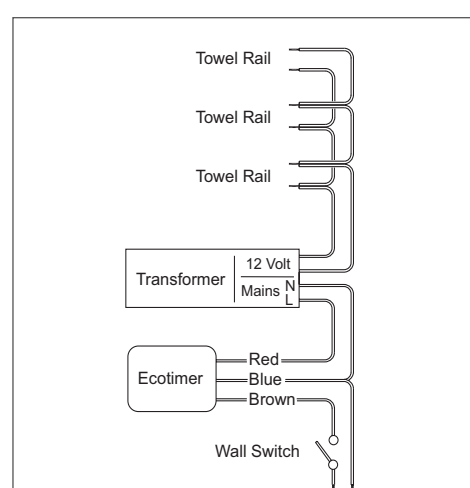 Towel Rail
Towel Rail
Towel Rail
Transformer
12 Volt
Mains N
L
Red
Ecotimer
Blue
Brown
Wall Switch